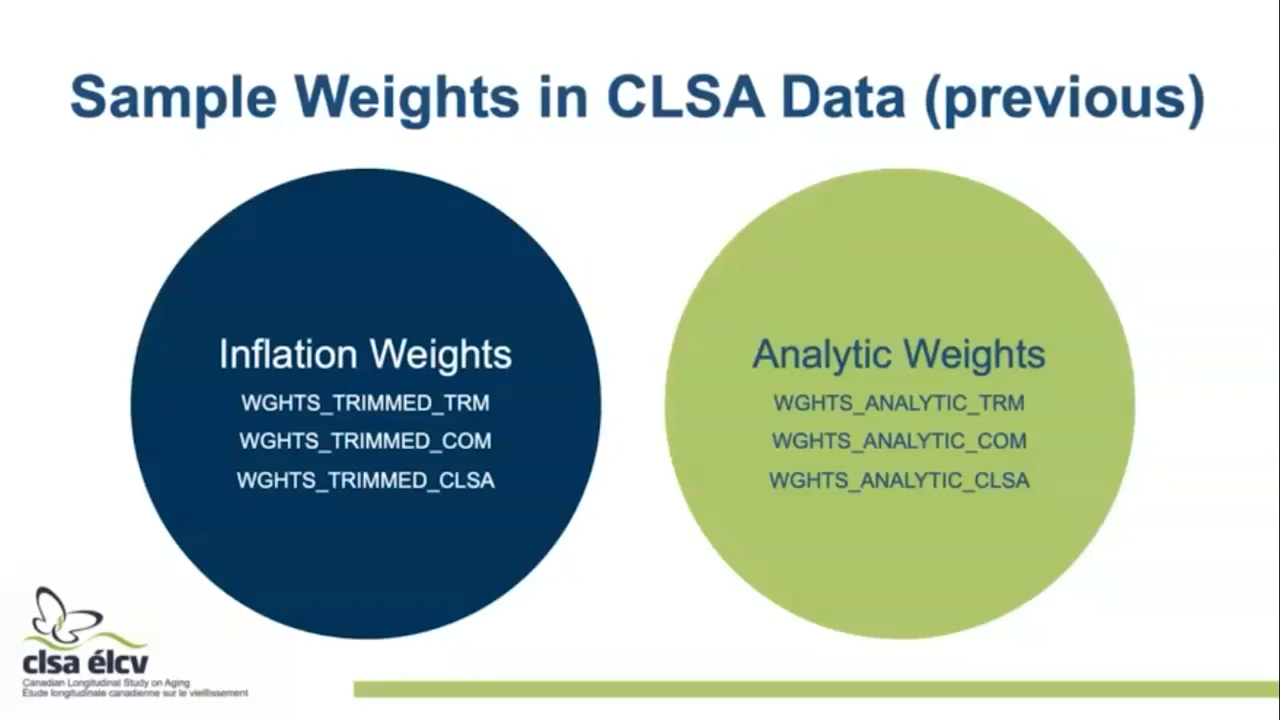 Sample Weights in CLSA Data (previous)
Inflation Weights
WGHTS_TRIMMED_TRM
WGHTS_TRIMMED_COM
WGHTS_TRIMMED_CLSA
Analytic Weights
WGHTS_ANALYTIC_TRM
WGHTS_ANALYTIC_COM
WGHTS_ANALYTIC_CLSA
clsa élcv
Canadian Longitudinal Study on Aging
Étude longitudinale canadienne sur le vieillissement